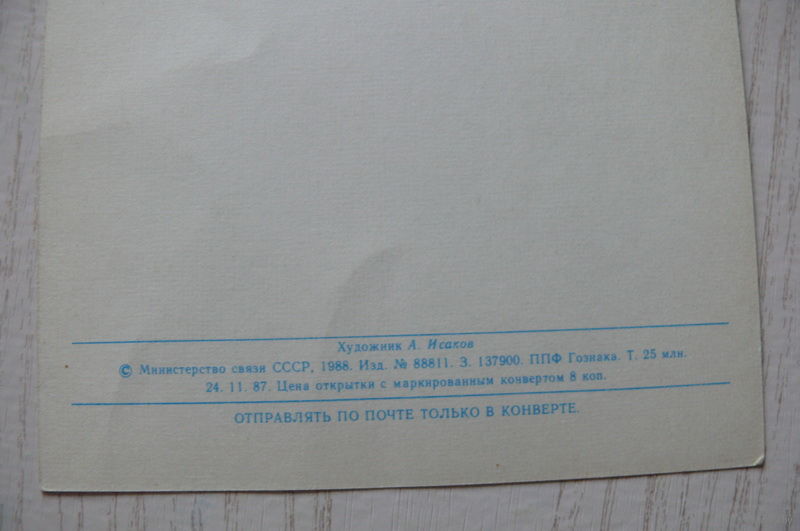 Художник А. Исаков
© Министерство связи СССР, 1988. Изд. № 88811. З. 137900. ППФ Гознака. Т. 25 млн.
24. 11. 87. Цена открытки с маркированным конвертом 8 коп.
ОТПРАВЛЯТЬ ПО ПОЧТЕ ТОЛЬКО В КОНВЕРТЕ.